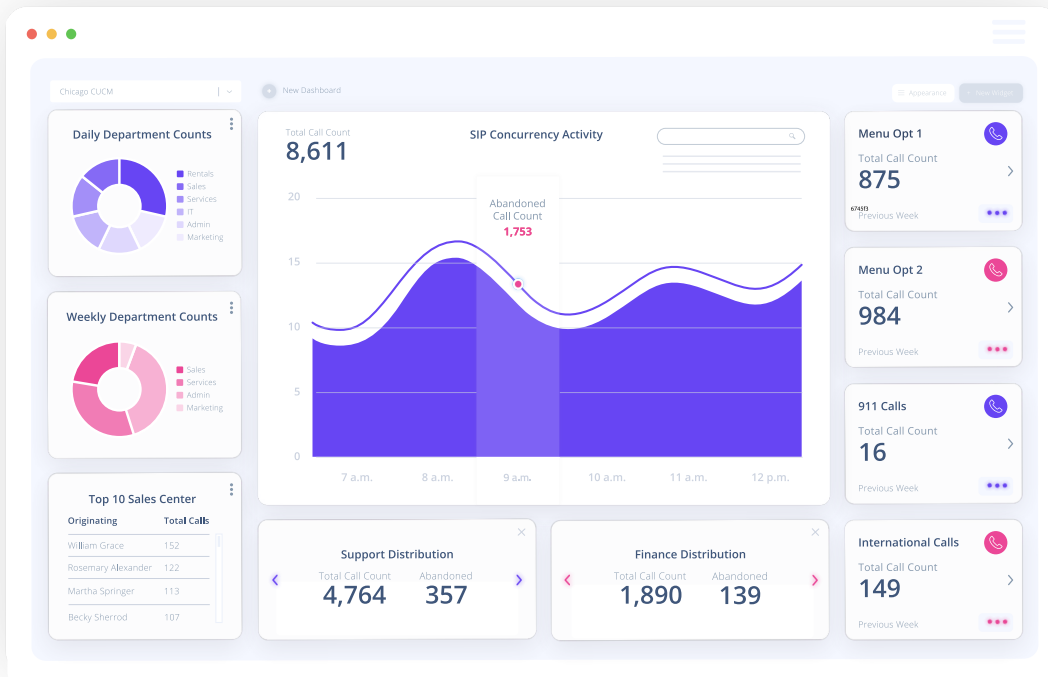 Chicago CUCM
New Dashboard
Appearance
New Widget
Daily Department Counts
Rentals
Sales
Services
IT
Admin
Marketing
Weekly Department Counts
Sales
Services
Admin
Marketing
Top 10 Sales Center
Originating Total Calls
William Grace 152
Rosemary Alexander 122
Martha Springer 113
Becky Sherrod 107
Total Call Count
8,611
SIP Concurrency Activity
Abandoned
Call Count
1,753
20
15
10
5
0
7 a.m. 8 a.m. 9 a.m. 10 a.m. 11 a.m. 12 p.m.
Support Distribution
Total Call Count Abandoned
4,764 357
Finance Distribution
Total Call Count Abandoned
1,890 139
Menu Opt 1
Total Call Count
875
6745f3
Previous Week
Menu Opt 2
Total Call Count
984
Previous Week
911 Calls
Total Call Count
16
Previous Week
International Calls
Total Call Count
149
Previous Week